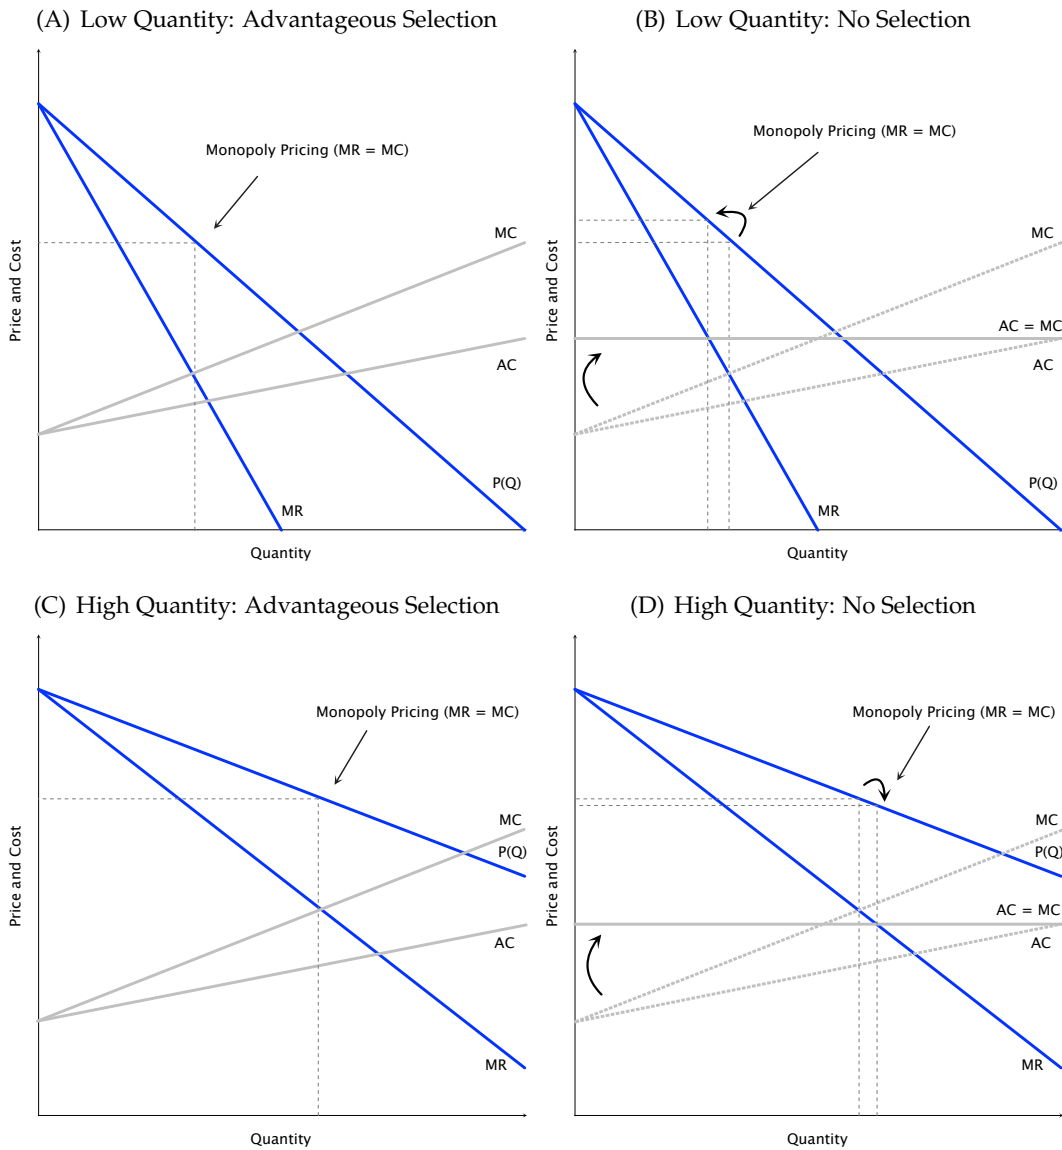 (A) Low Quantity: Advantageous Selection
Price and Cost
Monopoly Pricing (MR = MC)
MC
AC
P(Q)
MR
Quantity
(B) Low Quantity: No Selection
Price and Cost
Monopoly Pricing (MR = MC)
MC
AC = MC
AC
P(Q)
MR
Quantity
(C) High Quantity: Advantageous Selection
Price and Cost
Monopoly Pricing (MR = MC)
MC
P(Q)
AC
MR
Quantity
(D) High Quantity: No Selection
Price and Cost
Monopoly Pricing (MR = MC)
MC
P(Q)
AC = MC
AC
MR
Quantity